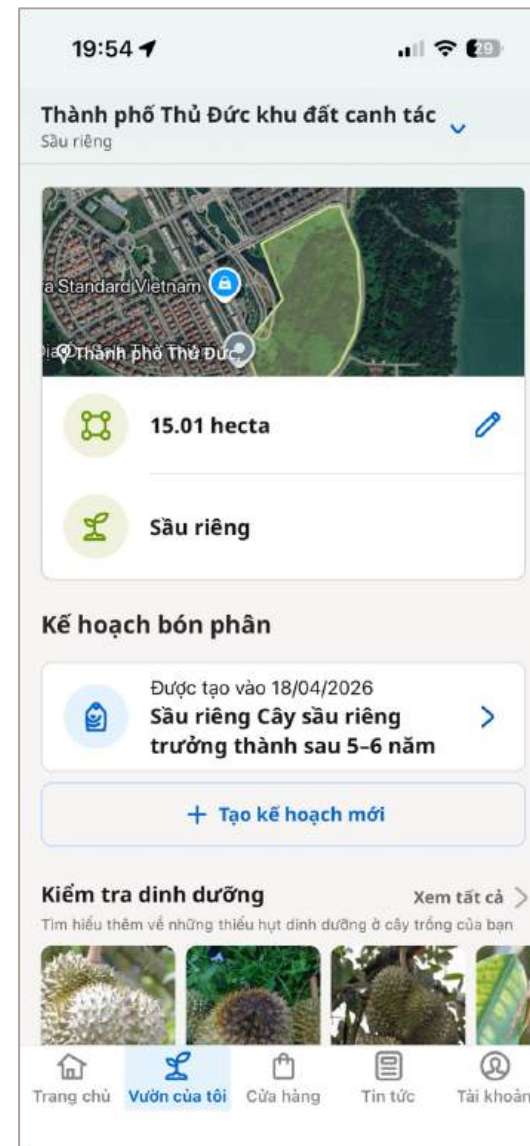 19:54
29
Thành phố Thủ Đức khu đất canh tác
Sầu riêng
a Standard Vietnam
Thành phố Thủ Đức
15.01 hecta
Sầu riêng
Kế hoạch bón phân
Được tạo vào 18/04/2026
Sầu riêng Cây sầu riêng
trưởng thành sau 5–6 năm
+ Tạo kế hoạch mới
Kiểm tra dinh dưỡng
Xem tất cả
Tìm hiểu thêm về những thiếu hụt dinh dưỡng ở cây trồng của bạn
Trang chủ Vườn của tôi Cửa hàng Tin tức Tài khoản